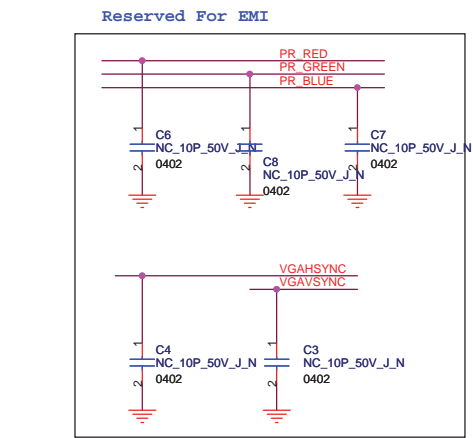 Reserved For EMI
PR_RED
PR_GREEN
PR_BLUE
1
C6
NC_10P_50V_J_N
2
0402
1
C8
NC_10P_50V_J_N
2
0402
1
C7
NC_10P_50V_J_N
2
0402
VGAHSYNC
VGAVSYNC
1
C4
NC_10P_50V_J_N
2
0402
1
C3
NC_10P_50V_J_N
2
0402